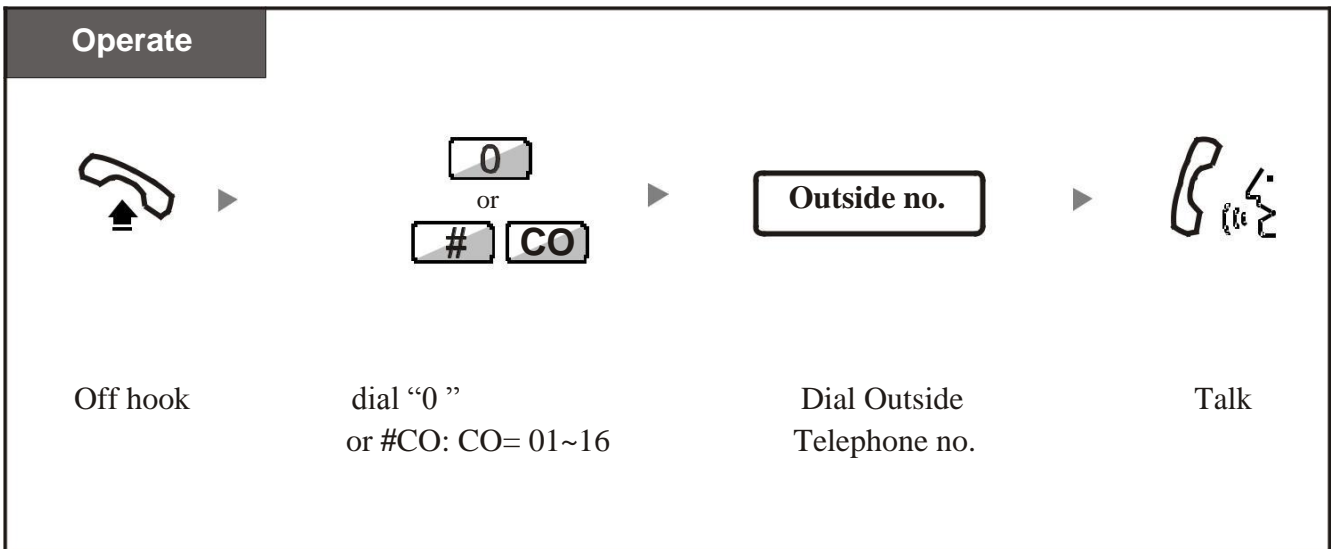 Operate
0
or
# CO
Outside no.
Off hook
dial “0 ”
or #CO: CO= 01~16
Dial Outside
Telephone no.
Talk